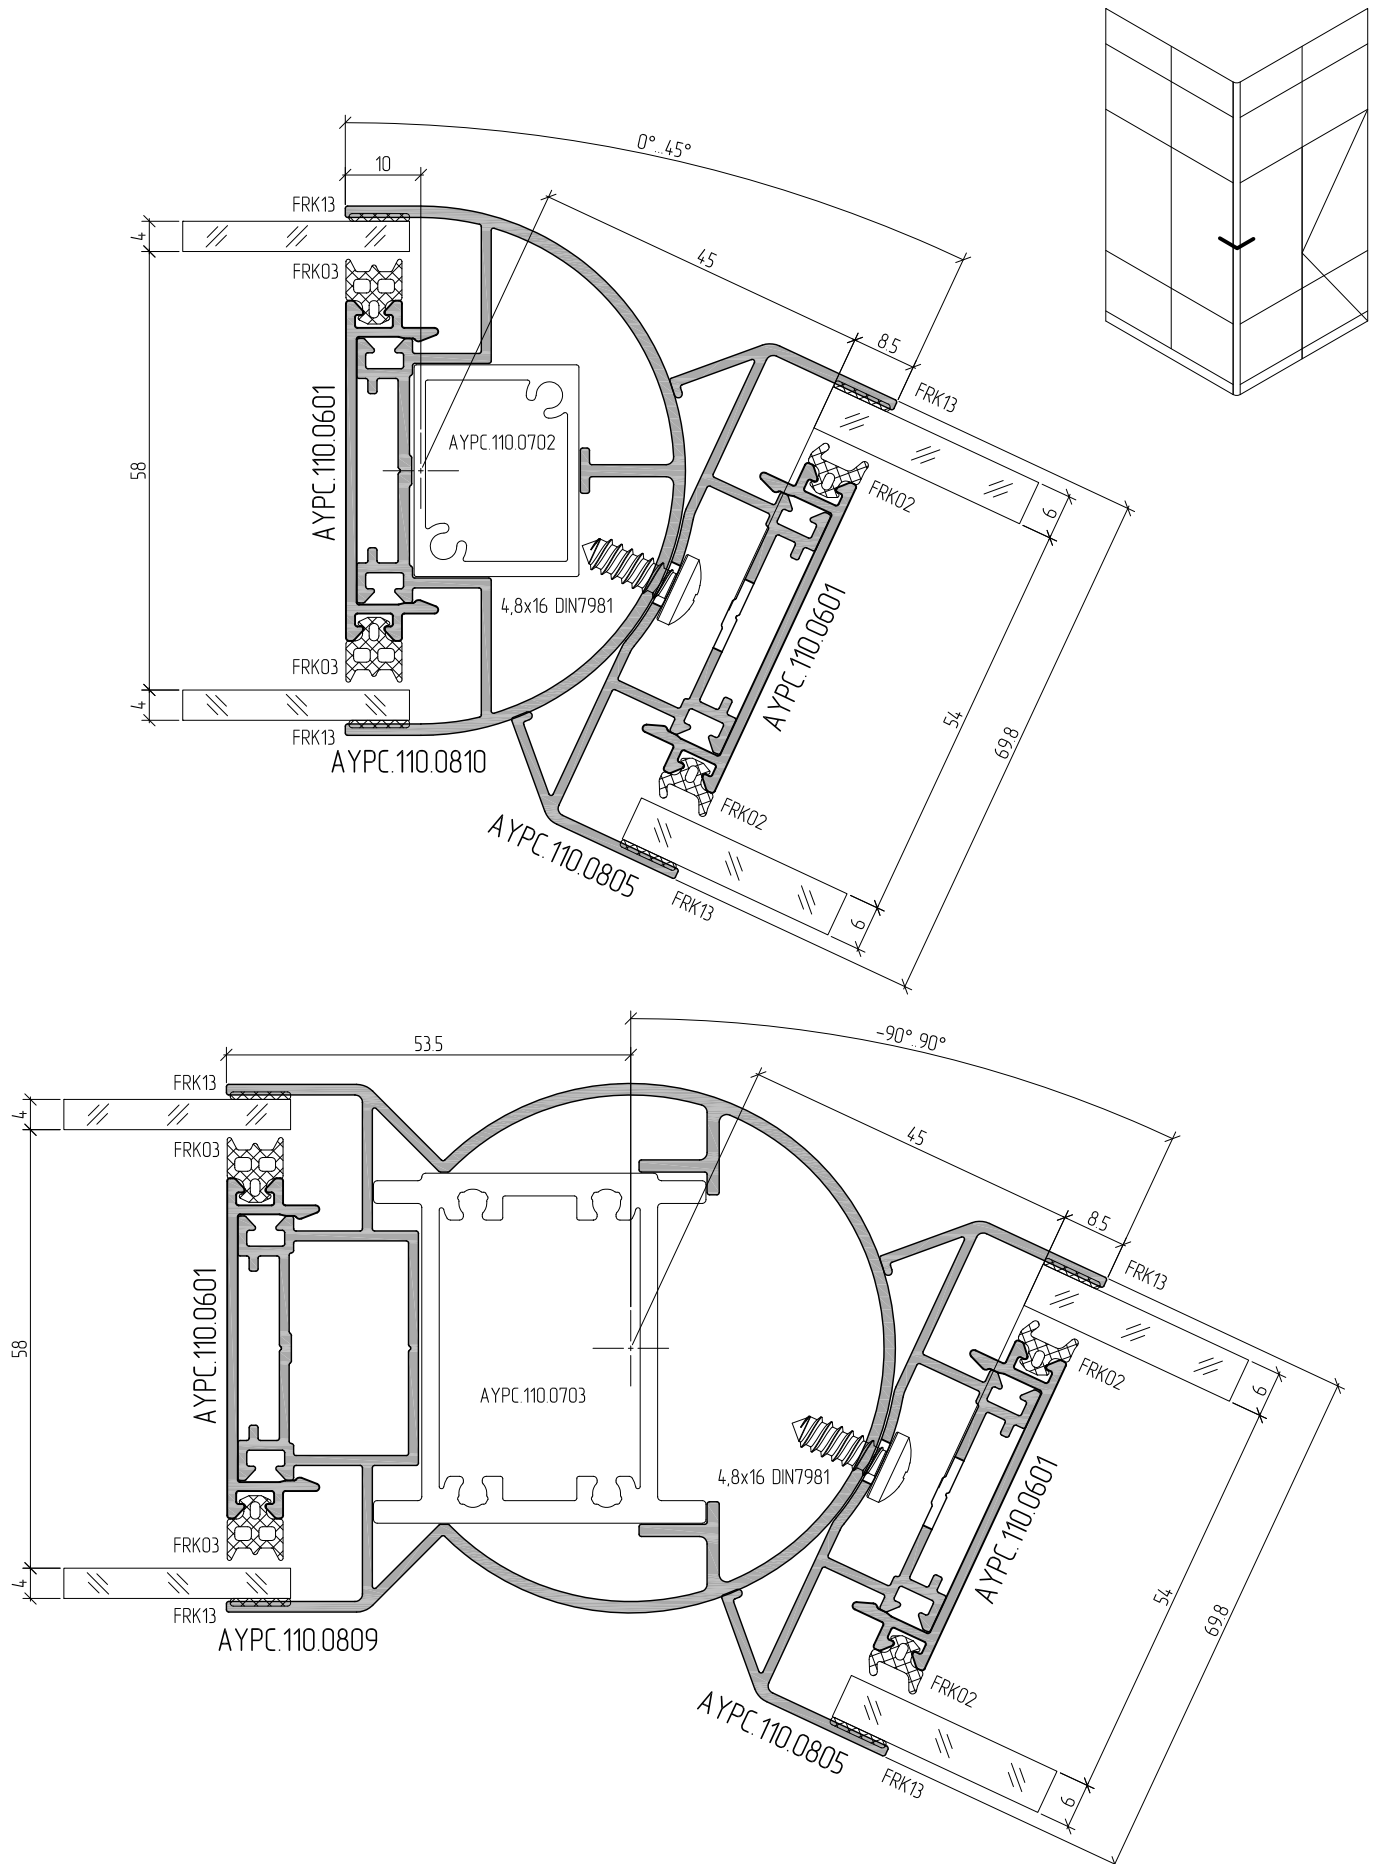 0°...45°
10
FRK13
4
45
FRK03
8.5
FRK13
AYPC.110.0601
AYPC.110.0702
58
FRK02
6
4,8x16 DIN7981
AYPC.110.0601
FRK03
4
54
69.8
FRK13
AYPC.110.0810
FRK02
AYPC.110.0805
FRK13
6
53.5
-90°...90°
FRK13
4
45
FRK03
8.5
FRK13
AYPC.110.0601
58
FRK02
6
AYPC.110.0703
4,8x16 DIN7981
AYPC.110.0601
FRK03
4
54
69.8
FRK13
AYPC.110.0809
FRK02
AYPC.110.0805
FRK13
6